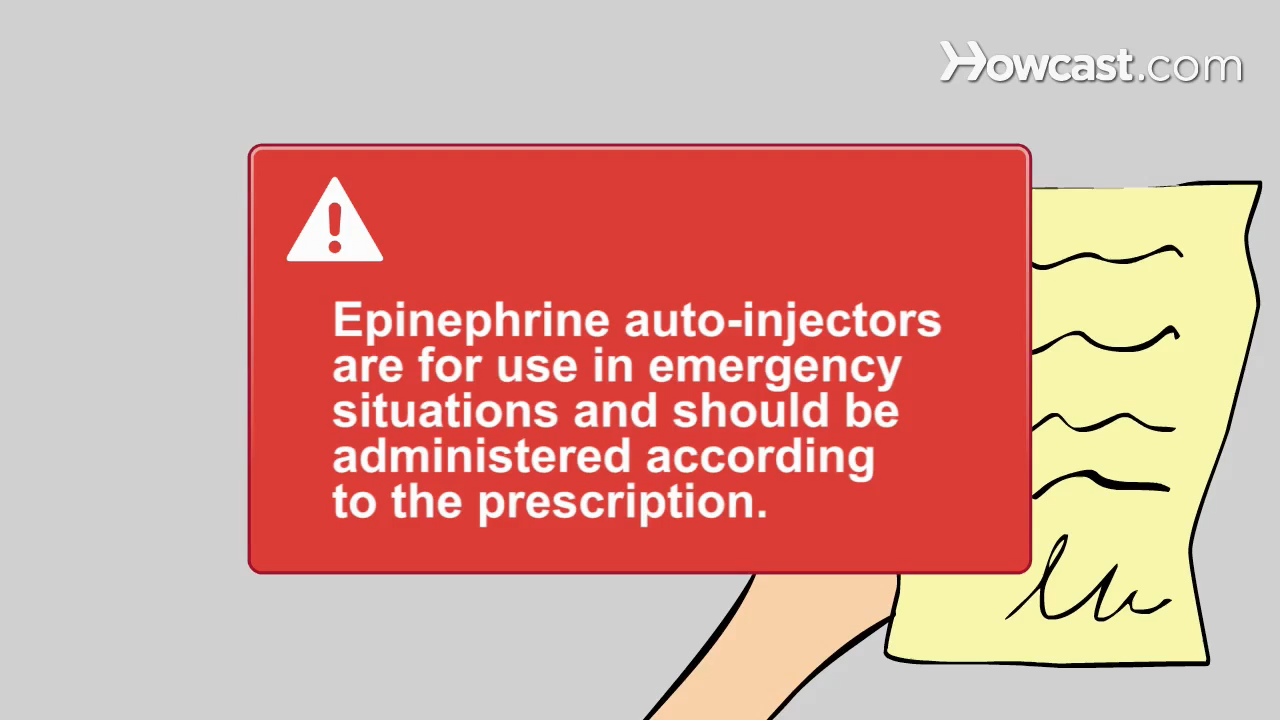 Howcast.com
Epinephrine auto-injectors
are for use in emergency
situations and should be
administered according
to the prescription.